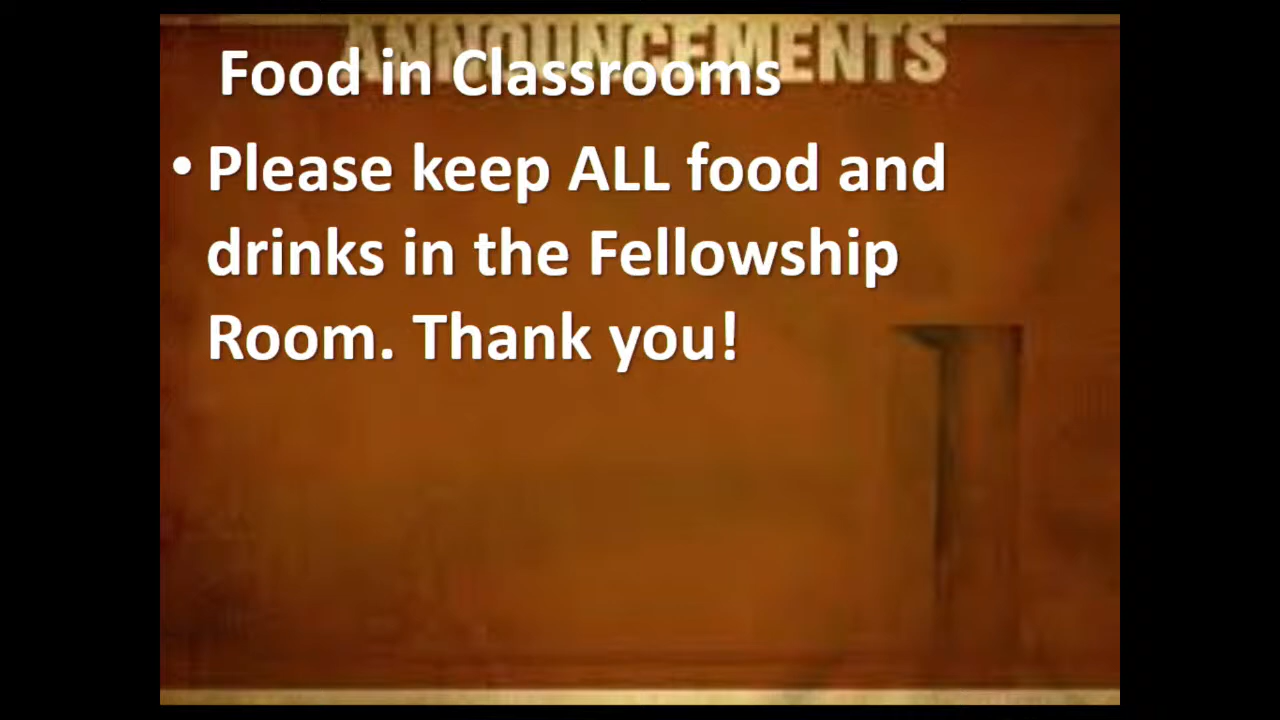 ANNOUNCEMENTS
Food in Classrooms
• Please keep ALL food and
drinks in the Fellowship
Room. Thank you!